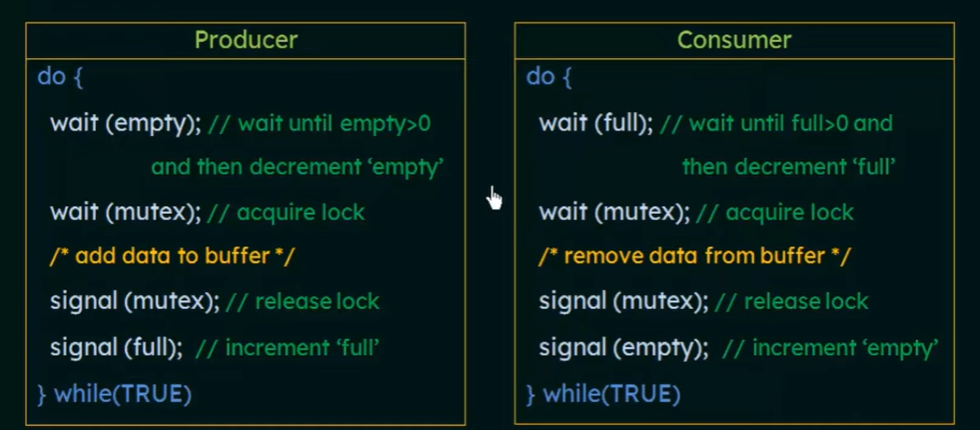 Producer
do {
wait (empty); // wait until empty>0
and then decrement ‘empty’
wait (mutex); // acquire lock
/* add data to buffer */
signal (mutex); // release lock
signal (full); // increment ‘full’
} while(TRUE)
Consumer
do {
wait (full); // wait until full>0 and
then decrement ‘full’
wait (mutex); // acquire lock
/* remove data from buffer */
signal (mutex); // release lock
signal (empty); // increment ‘empty’
} while(TRUE)